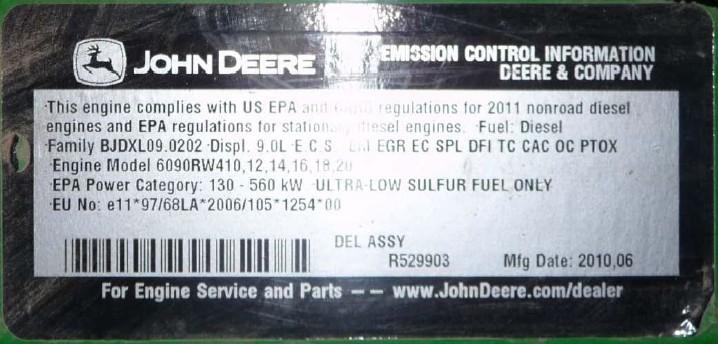 JOHN DEERE
EMISSION CONTROL INFORMATION
DEERE & COMPANY
·This engine complies with US EPA and regulations for 2011 nonroad diesel
engines and EPA regulations for stationary diesel engines. ·Fuel: Diesel
·Family BJDXL09.0202 ·Displ. 9.0L ·E.C.S. EGR EC SPL DFI TC CAC OC PTOX
·Engine Model 6090RW410,12,14,16,18,20
·EPA Power Category: 130 - 560 kW ·ULTRA-LOW SULFUR FUEL ONLY
·EU No: e11*97/68LA*2006/105*1254*00
DEL ASSY
R529903 Mfg Date: 2010,06
For Engine Service and Parts – – www.JohnDeere.com/dealer